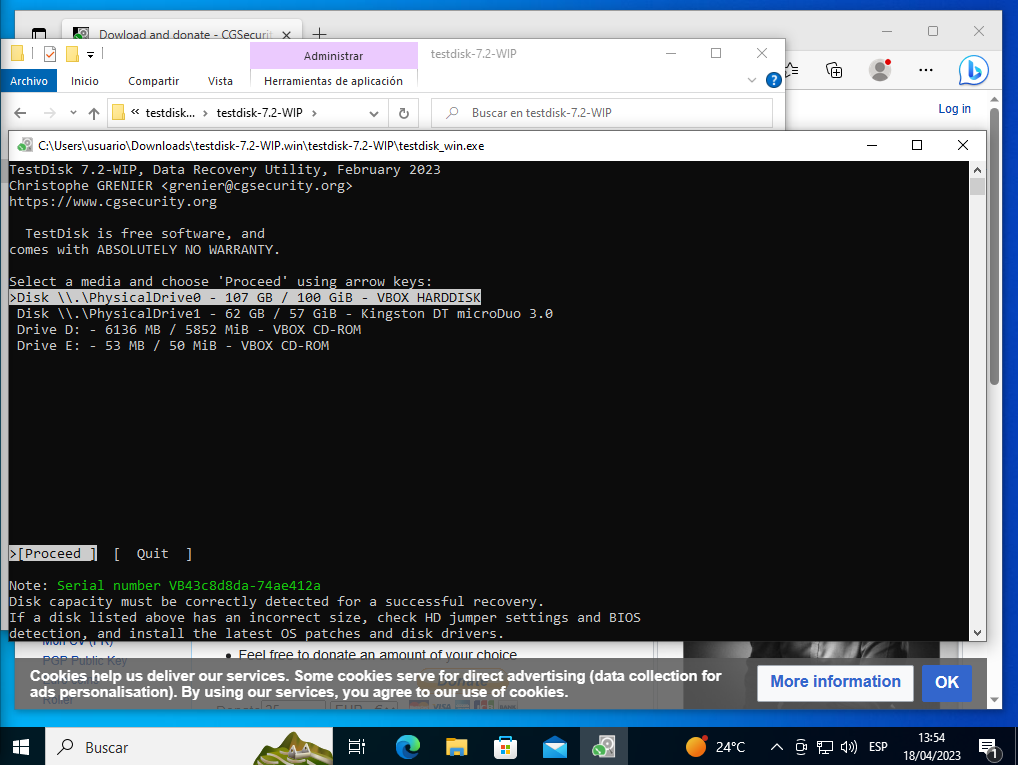 Dowload and donate - CGSecuri
Administrar
testdisk-7.2-WIP
Archivo
Inicio
Compartir
Vista
Herramientas de aplicación
« testdisk... > testdisk-7.2-WIP >
Buscar en testdisk-7.2-WIP
Log in
C:\Users\usuario\Downloads\testdisk-7.2-WIP.win\testdisk-7.2-WIP\testdisk_win.exe
TestDisk 7.2-WIP, Data Recovery Utility, February 2023
Christophe GRENIER <grenier@cgsecurity.org>
https://www.cgsecurity.org
TestDisk is free software, and
comes with ABSOLUTELY NO WARRANTY.
Select a media and choose 'Proceed' using arrow keys:
>Disk \\.\PhysicalDrive0 - 107 GB / 100 GiB - VBOX HARDDISK
Disk \\.\PhysicalDrive1 - 62 GB / 57 GiB - Kingston DT microDuo 3.0
Drive D: - 6136 MB / 5852 MiB - VBOX CD-ROM
Drive E: - 53 MB / 50 MiB - VBOX CD-ROM
>[Proceed ]  [  Quit  ]
Note: Serial number VB43c8d8da-74ae412a
Disk capacity must be correctly detected for a successful recovery.
If a disk listed above has an incorrect size, check HD jumper settings and BIOS
detection, and install the latest OS patches and disk drivers.
PGP Public Key
Feel free to donate an amount of your choice
Cookies help us deliver our services. Some cookies serve for direct advertising (data collection for
ads personalisation). By using our services, you agree to our use of cookies.
More information
OK
Buscar
24°C
ESP
13:54
18/04/2023
1